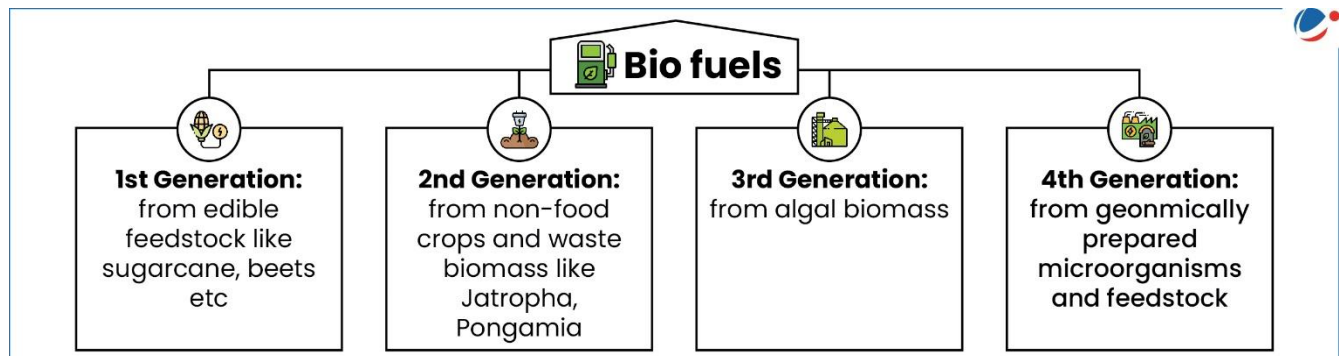 Bio fuels
1st Generation:
from edible
feedstock like
sugarcane, beets
etc
2nd Generation:
from non-food
crops and waste
biomass like
Jatropha,
Pongamia
3rd Generation:
from algal biomass
4th Generation:
from geonmically
prepared
microorganisms
and feedstock